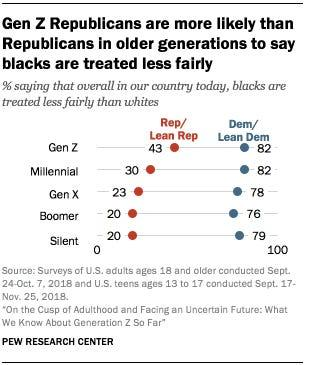 Gen Z Republicans are more likely than
Republicans in older generations to say
blacks are treated less fairly
% saying that overall in our country today, blacks are
treated less fairly than whites
Rep/ Dem/
Lean Rep Lean Dem
Gen Z 43 82
Millennial 30 82
Gen X 23 78
Boomer 20 76
Silent 20 79
0 100
Source: Surveys of U.S. adults ages 18 and older conducted Sept.
24-Oct. 7, 2018 and U.S. teens ages 13 to 17 conducted Sept. 17-
Nov. 25, 2018.
"On the Cusp of Adulthood and Facing an Uncertain Future: What
We Know About Generation Z So Far"
PEW RESEARCH CENTER